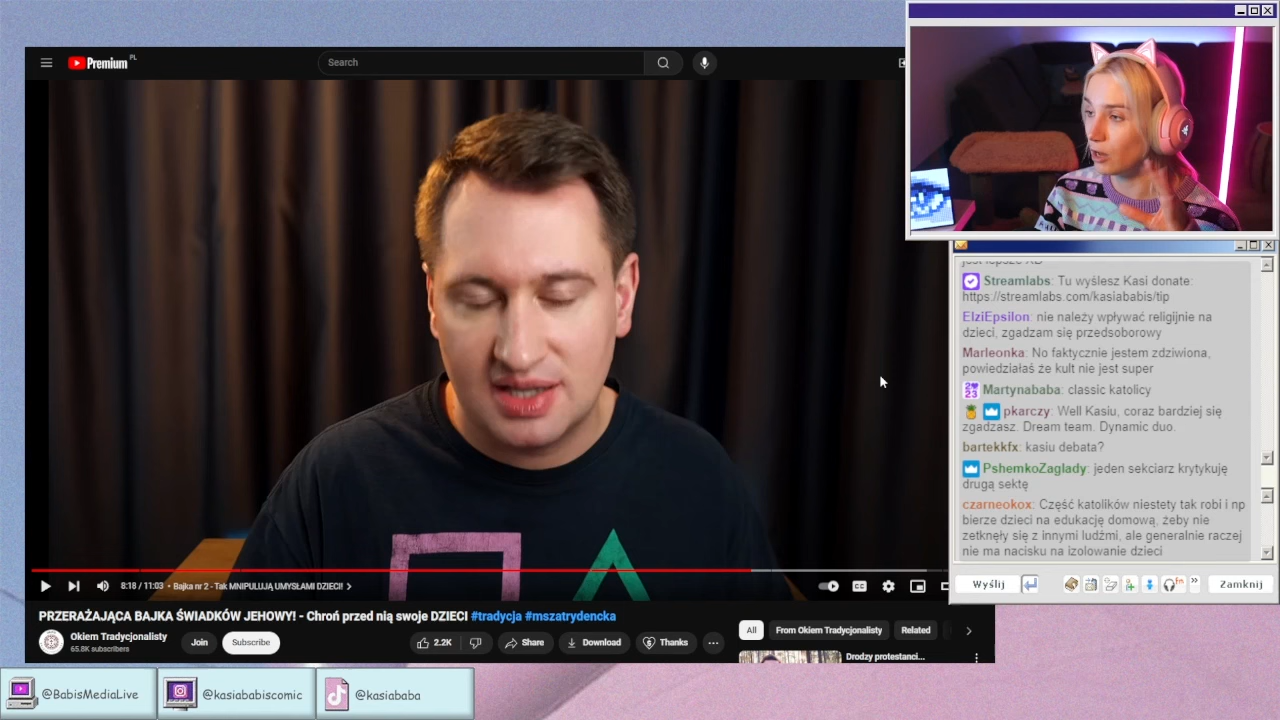 Premium PL
Search
8:18 / 11:03 • Bajka nr 2 - Tak MNIPULUJĄ UMYSŁAMI DZIECI!
CC
PRZERAŻAJĄCA BAJKA ŚWIADKÓW JEHOWY! - Chroń przed nią swoje DZIECI #tradycja #mszatrydencka
Okiem Tradycjonalisty
65.8K subscribers
Join
Subscribe
2.2K
Share
Download
Thanks
All
From Okiem Tradycjonalisty
Related
Drodzy protestanci...
jest lepsze XD
Streamlabs: Tu wyślesz Kasi donate:
https://streamlabs.com/kasiababis/tip
ElziEpsilon: nie należy wpływać religijnie na
dzieci, zgadzam się przedsoborowy
Marleonka: No faktycznie jestem zdziwiona,
powiedziałaś że kult nie jest super
Martynababa: classic katolicy
pkarczy: Well Kasiu, coraz bardziej się
zgadzasz. Dream team. Dynamic duo.
bartekkfx: kasiu debata?
PshemkoZaglady: jeden sekciarz krytykuję
drugą sektę
czarneokox: Część katolików niestety tak robi i np
bierze dzieci na edukację domową, żeby nie
zetknęły się z innymi ludźmi, ale generalnie raczej
nie ma nacisku na izolowanie dzieci
Wyślij
Zamknij
@BabisMediaLive
@kasiababiscomic
@kasiababa